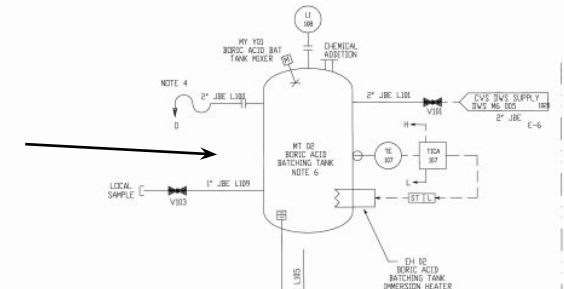 LI
108
MY Y01
BORIC ACID BAT
TANK MIXER
CHEMICAL
ADDITION
NOTE 4
2" JBE L100
D
2" JBE L101
V101
CVS DWS SUPPLY
DWS M6 005
2" JBE
E-6
MT 02
BORIC ACID
BATCHING TANK
NOTE 6
H
TE
107
TICA
107
L
LOCAL
SAMPLE
V103
1" JBE L109
ST L
EH 02
BORIC ACID
BATCHING TANK
IMMERSION HEATER
L105